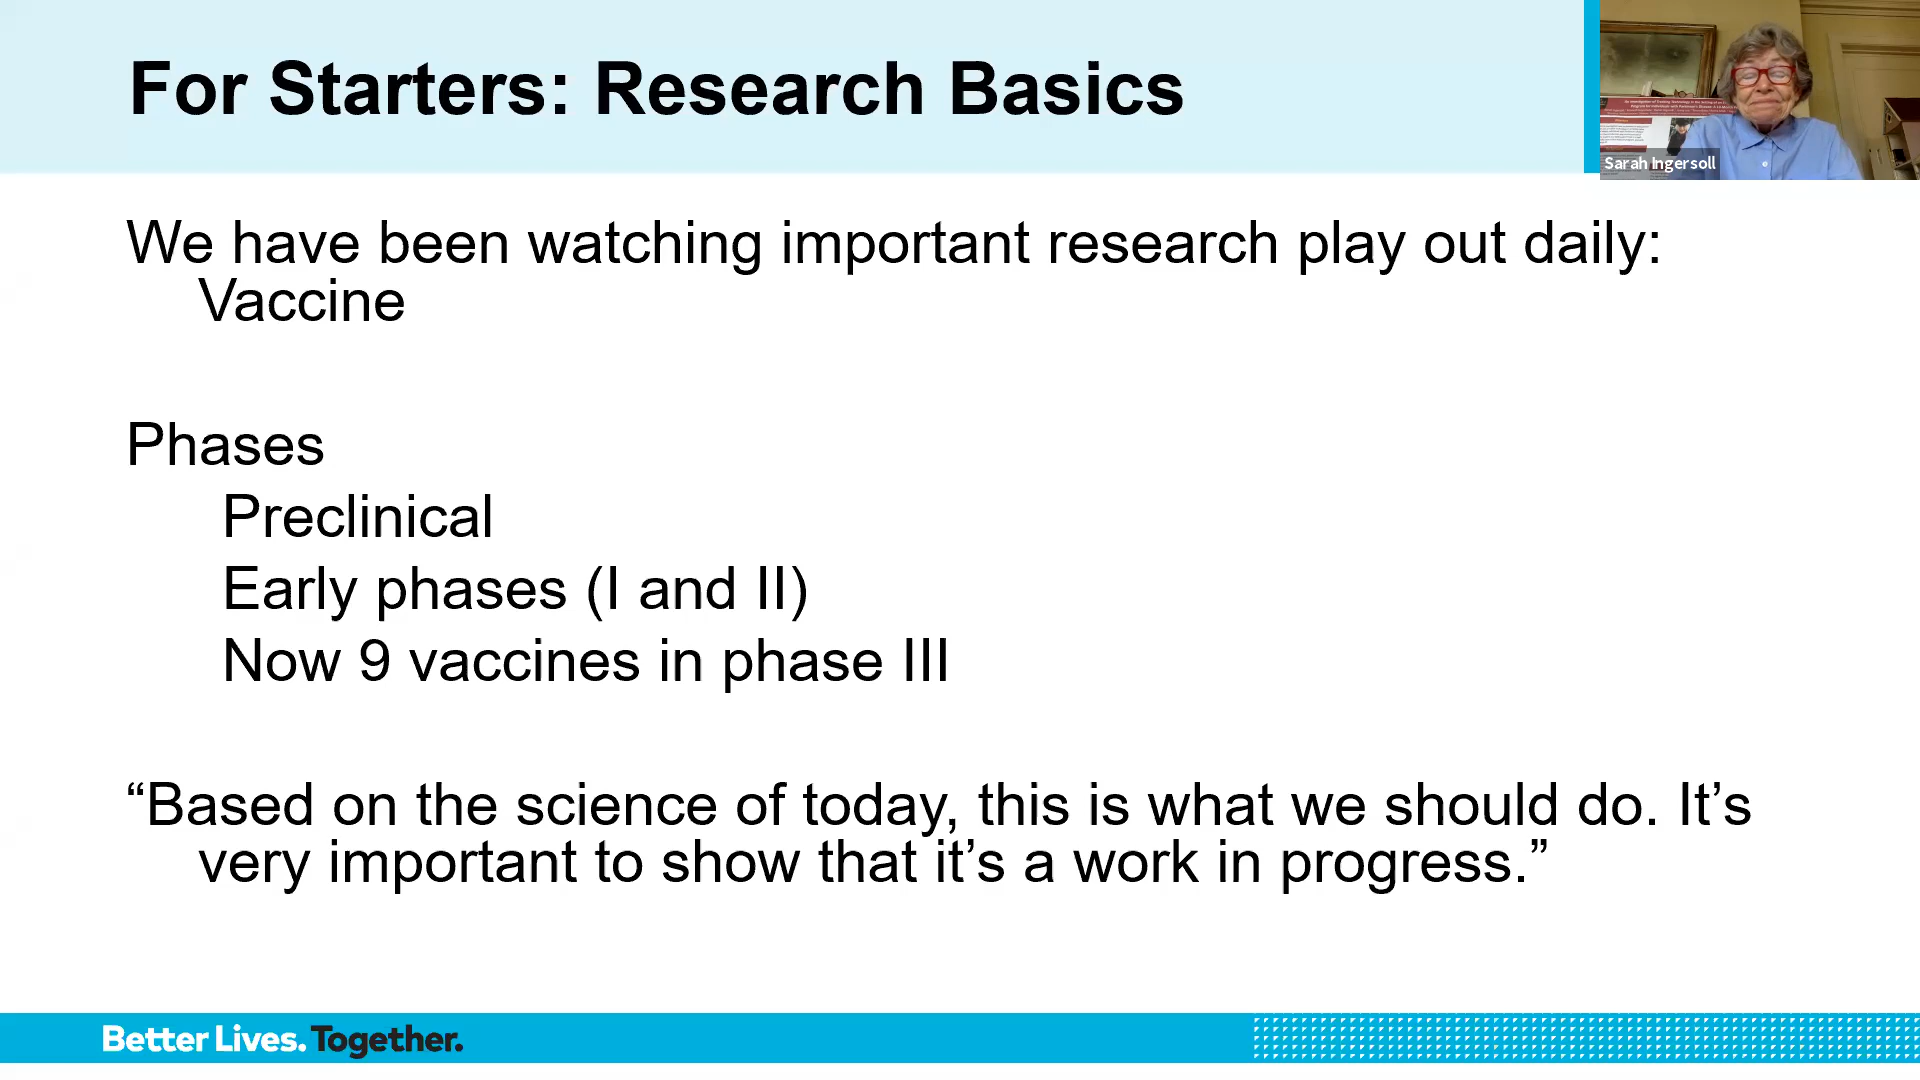 For Starters: Research Basics
Sarah Ingersoll
We have been watching important research play out daily:
Vaccine
Phases
Preclinical
Early phases (I and II)
Now 9 vaccines in phase III
“Based on the science of today, this is what we should do. It’s
very important to show that it’s a work in progress.”
Better Lives. Together.